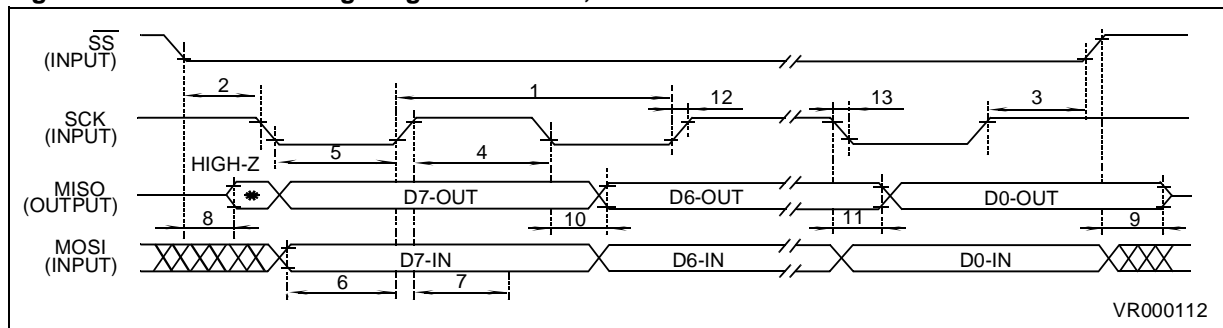 SS
(INPUT)
2
1
12
13
3
SCK
(INPUT)
5
4
HIGH-Z
MISO
(OUTPUT)
*
D7-OUT
D6-OUT
D0-OUT
8
10
11
9
MOSI
(INPUT)
D7-IN
D6-IN
D0-IN
6
7
VR000112